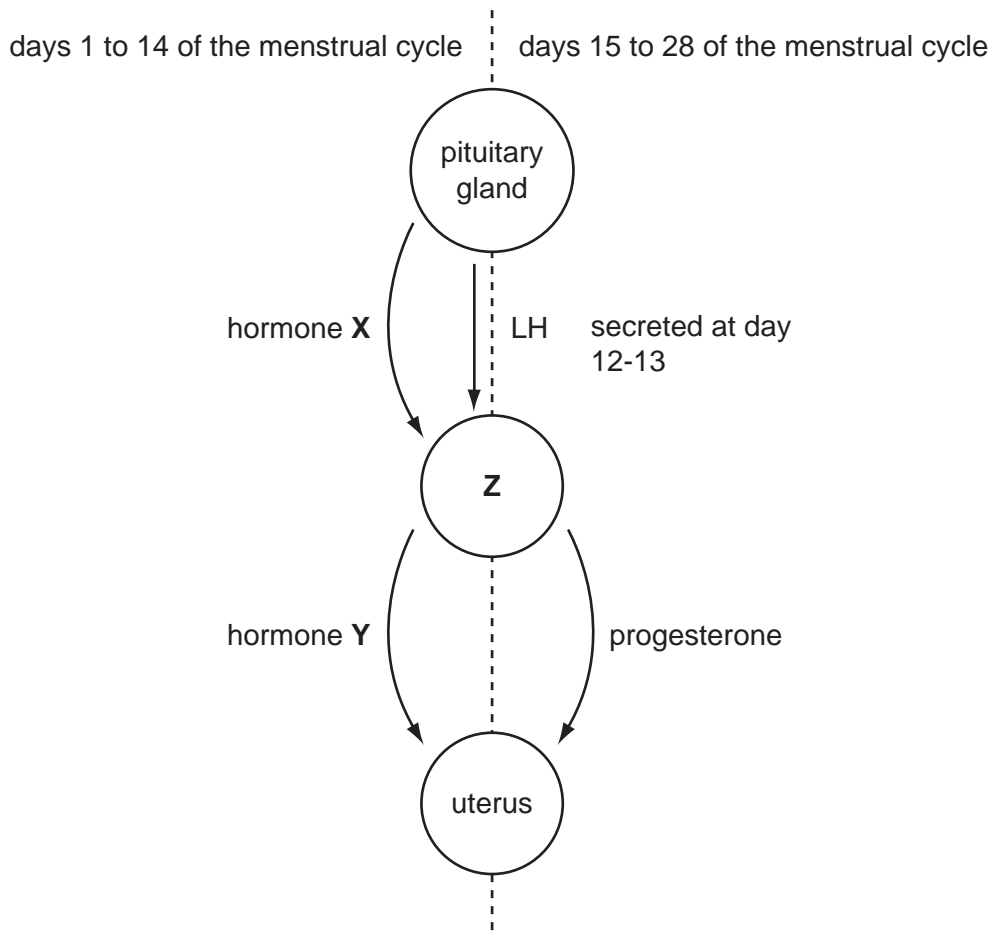 days 1 to 14 of the menstrual cycle
days 15 to 28 of the menstrual cycle
pituitary
gland
hormone X
LH
secreted at day
12-13
Z
hormone Y
progesterone
uterus